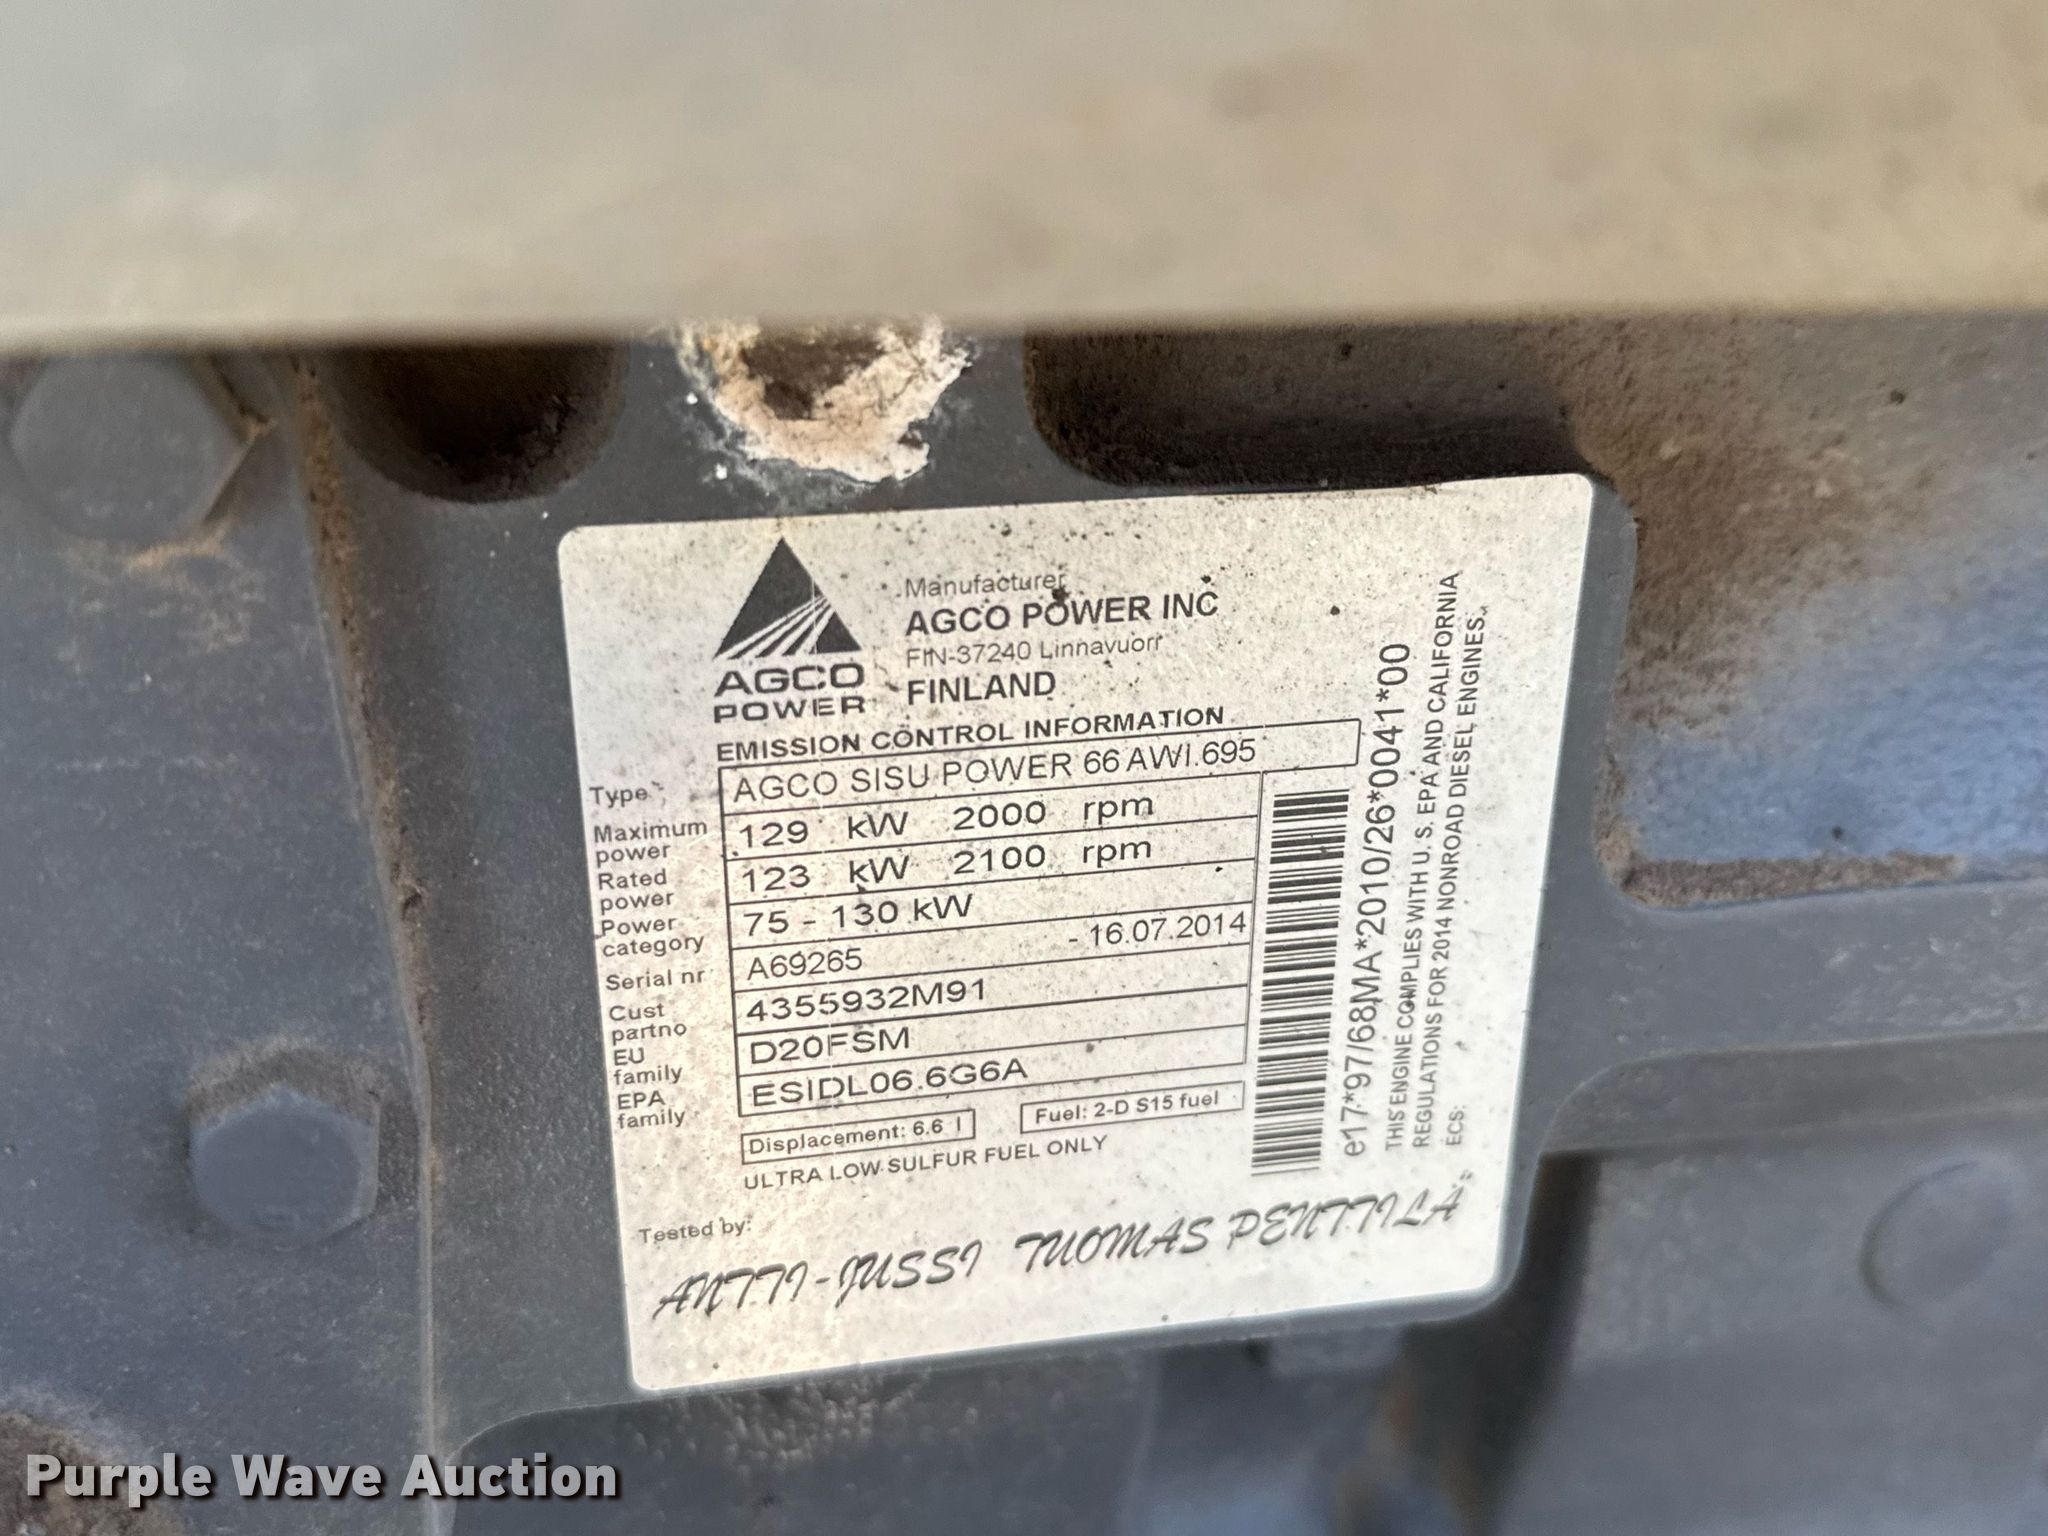 AGCO
POWER
Manufacturer
AGCO POWER INC
FIN-37240 Linnavuori
FINLAND
EMISSION CONTROL INFORMATION
Type AGCO SISU POWER 66 AWI.695
Maximum power 129 kW 2000 rpm
Rated power 123 kW 2100 rpm
Power category 75 - 130 kW
Serial nr A69265 - 16.07.2014
Cust partno 4355932M91
EU family D20FSM
EPA family ESIDL06.6G6A
Displacement: 6.6 l
Fuel: 2-D S15 fuel
ULTRA LOW SULFUR FUEL ONLY
e17*97/68MA*2010/26*0041*00
THIS ENGINE COMPLIES WITH U. S. EPA AND CALIFORNIA
REGULATIONS FOR 2014 NONROAD DIESEL ENGINES.
ECS:
Tested by:
ANTTI-JUSSI TUOMAS PENTTILA
Purple Wave Auction